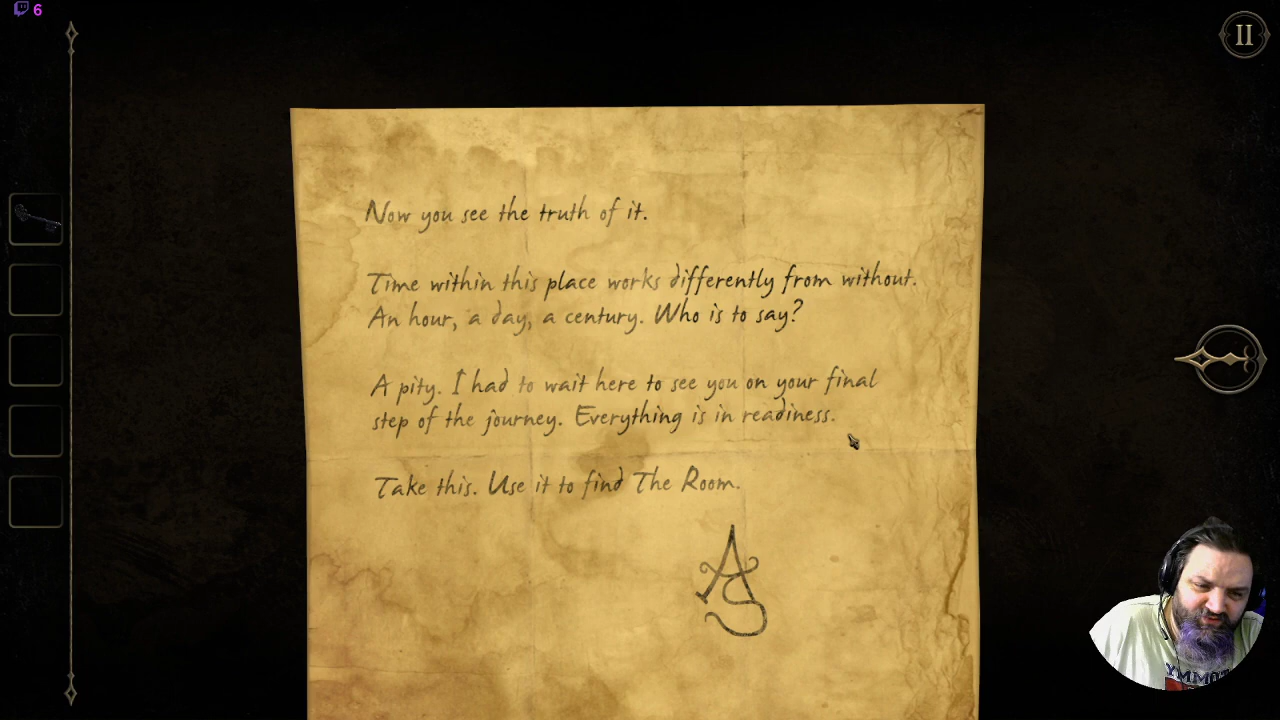 6
II
Now you see the truth of it.
Time within this place works differently from without.
An hour, a day, a century. Who is to say?
A pity. I had to wait here to see you on your final
step of the journey. Everything is in readiness.
Take this. Use it to find The Room.
AS